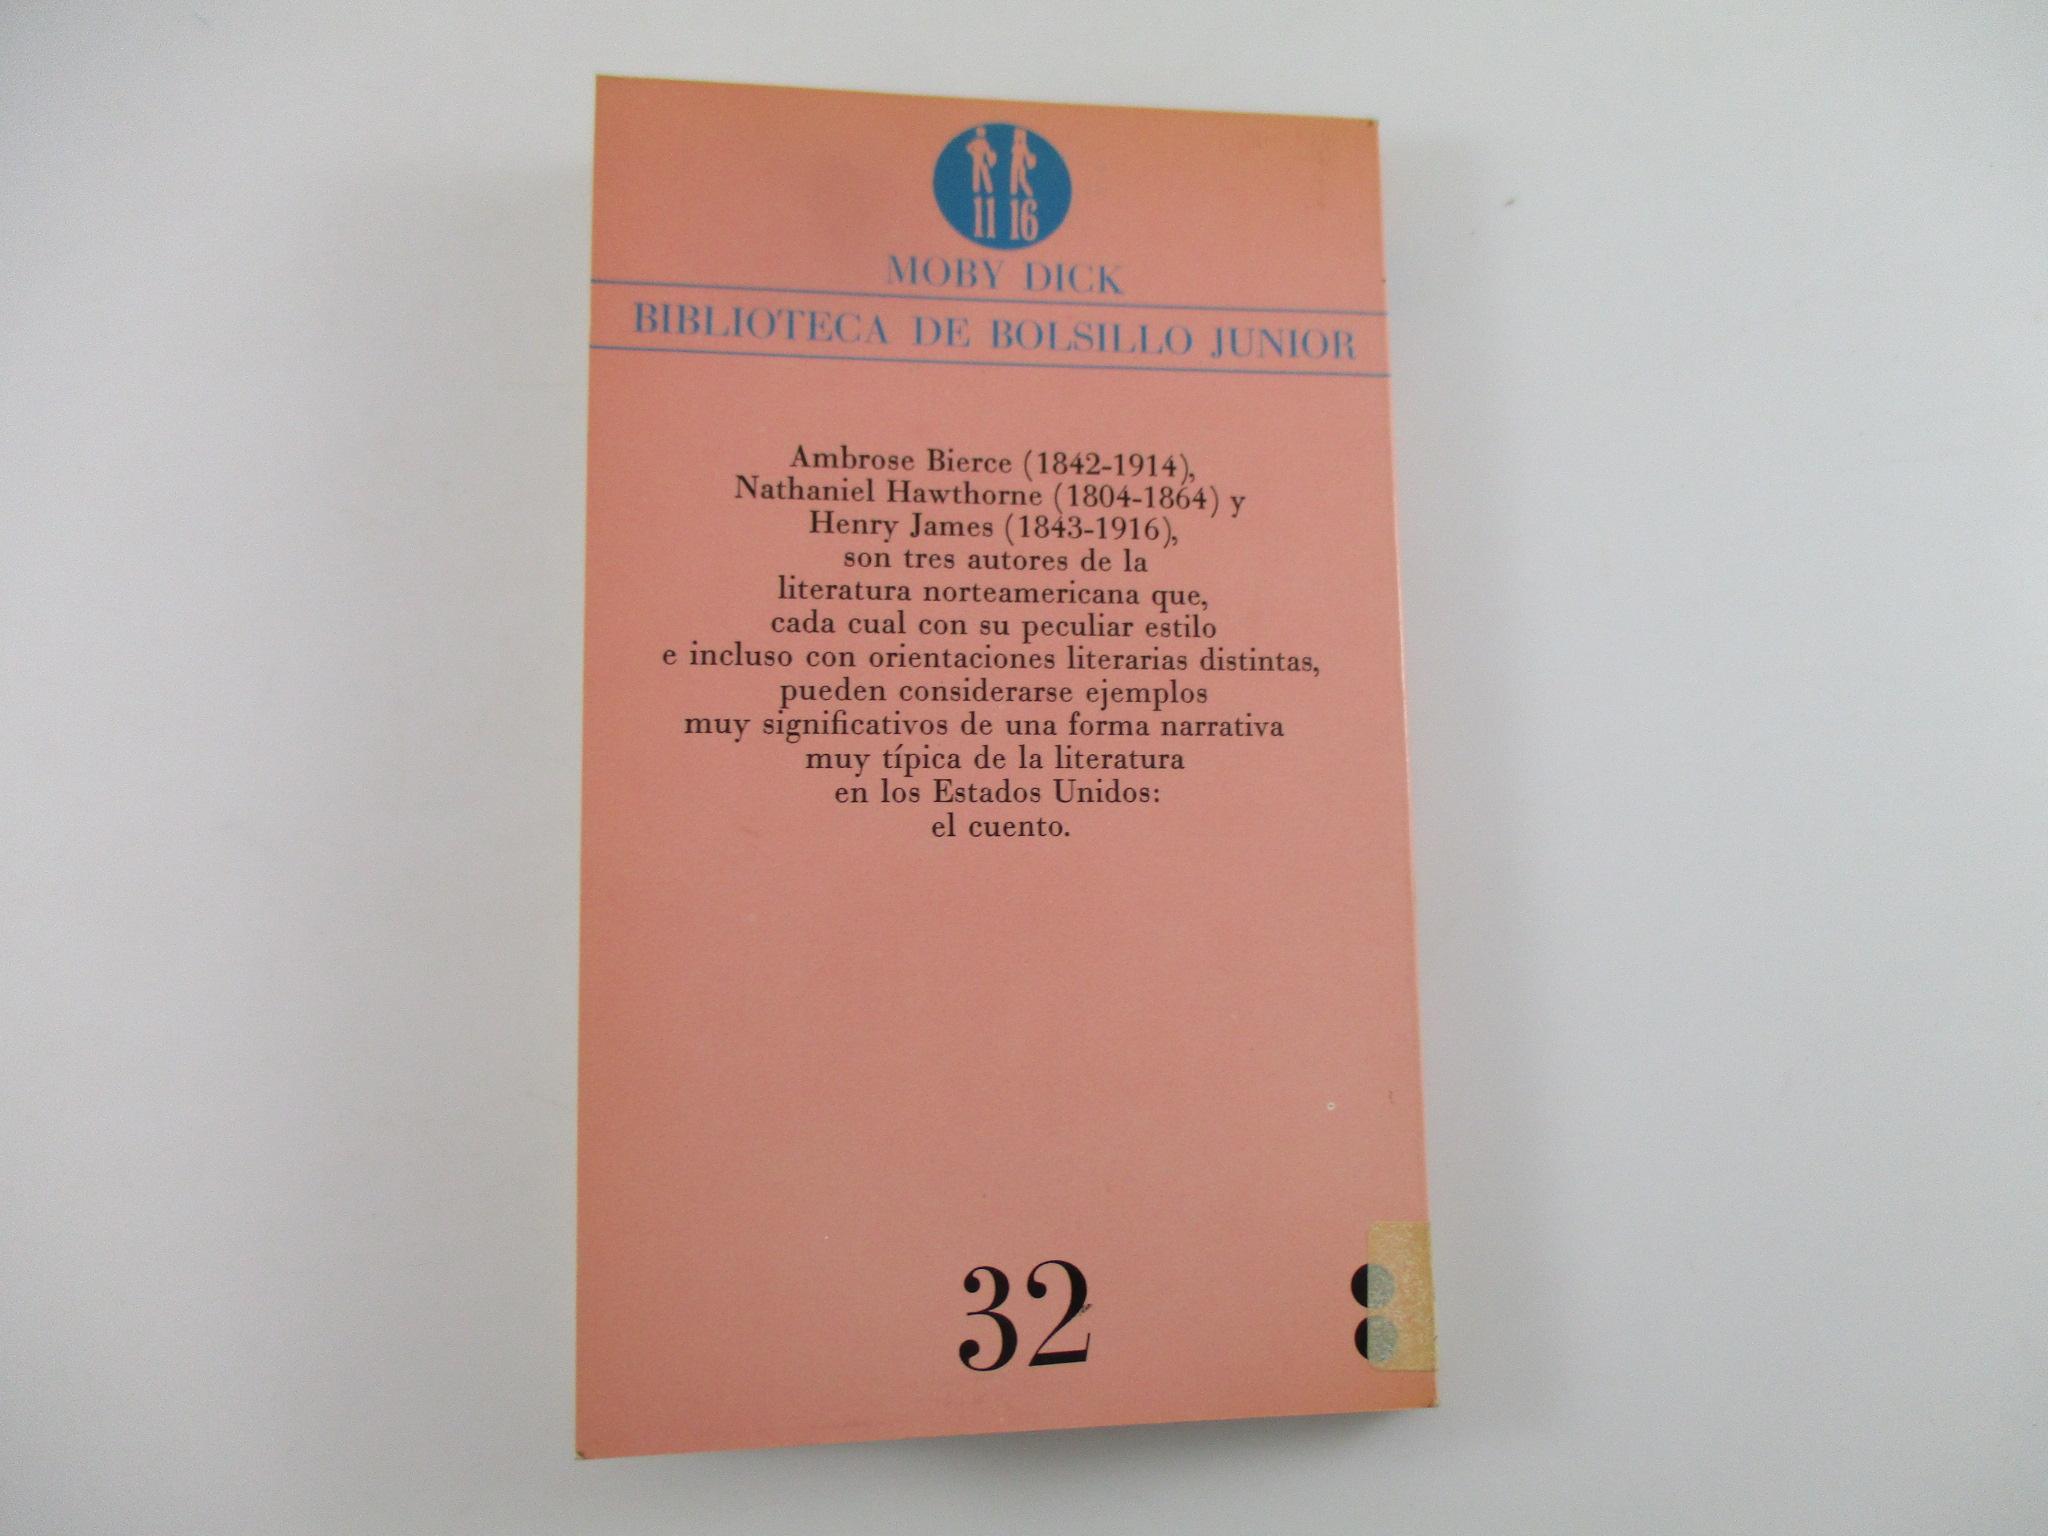 11 16
MOBY DICK
BIBLIOTECA DE BOLSILLO JUNIOR
Ambrose Bierce (1842-1914),
Nathaniel Hawthorne (1804-1864) y
Henry James (1843-1916),
son tres autores de la
literatura norteamericana que,
cada cual con su peculiar estilo
e incluso con orientaciones literarias distintas,
pueden considerarse ejemplos
muy significativos de una forma narrativa
muy típica de la literatura
en los Estados Unidos:
el cuento.
32